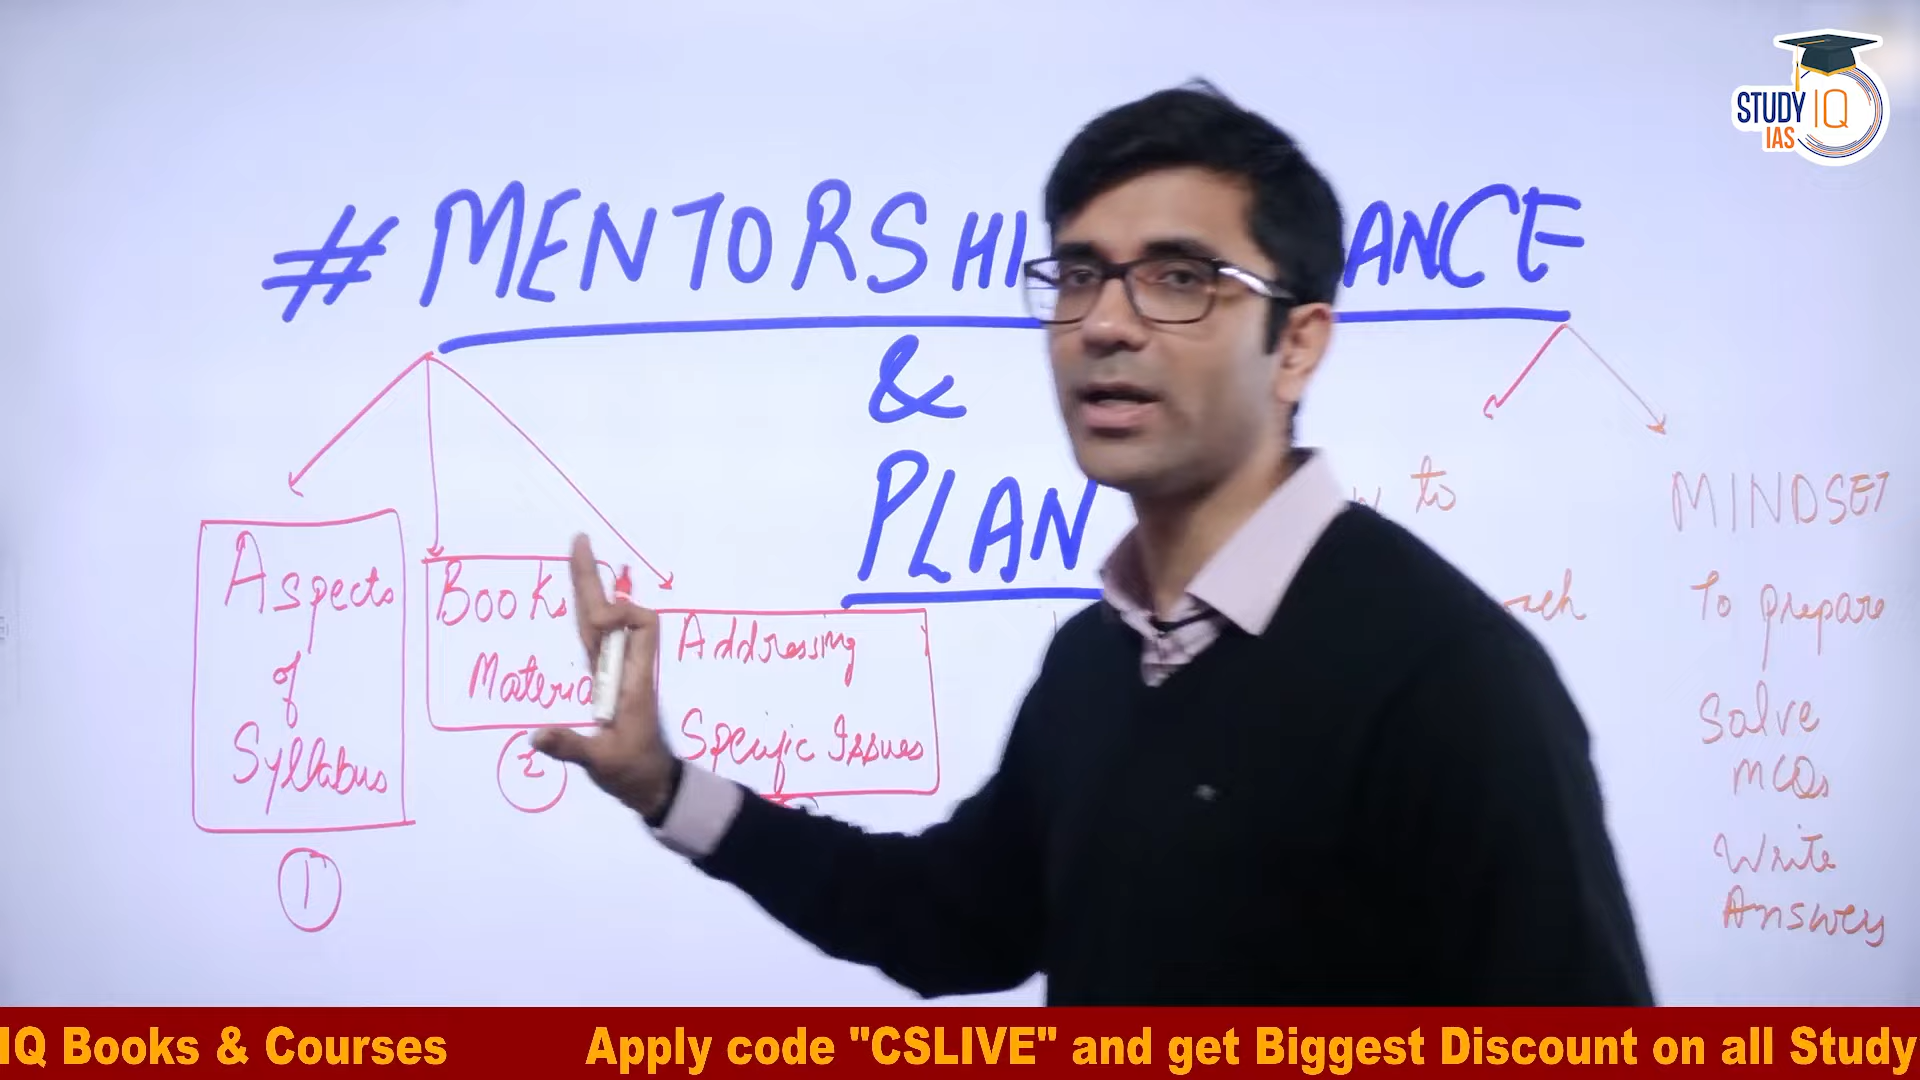 STUDY IQ
IAS
#MENTORSHI ANCE
&
PLAN
Aspects
of
Syllabus
1
Books
Materia
2
Addressing
Specific Issues
to
MINDSET
To prepare
Solve
MCQs
Write
Answers
IQ Books & Courses Apply code "CSLIVE" and get Biggest Discount on all Study